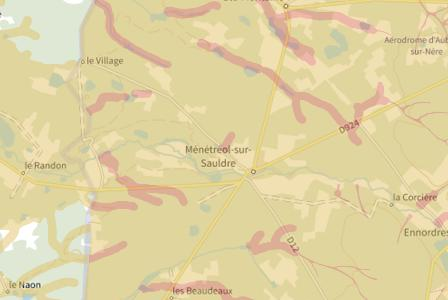 Aérodrome d'Aub
sur-Nère
le Village
D924
Ménétréol-sur-
Sauldre
le Randon
la Corcière
Ennordres
D12
le Naon
les Beaudeaux